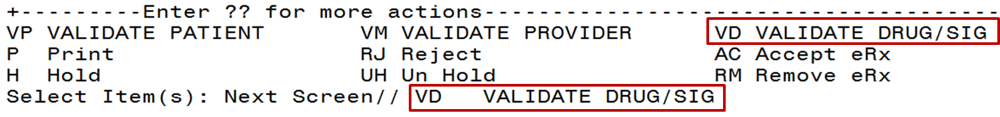 +---------Enter ?? for more actions--------------------------------------
VP VALIDATE PATIENT VM VALIDATE PROVIDER VD VALIDATE DRUG/SIG
P Print RJ Reject AC Accept eRx
H Hold UH Un Hold RM Remove eRx
Select Item(s): Next Screen// VD VALIDATE DRUG/SIG